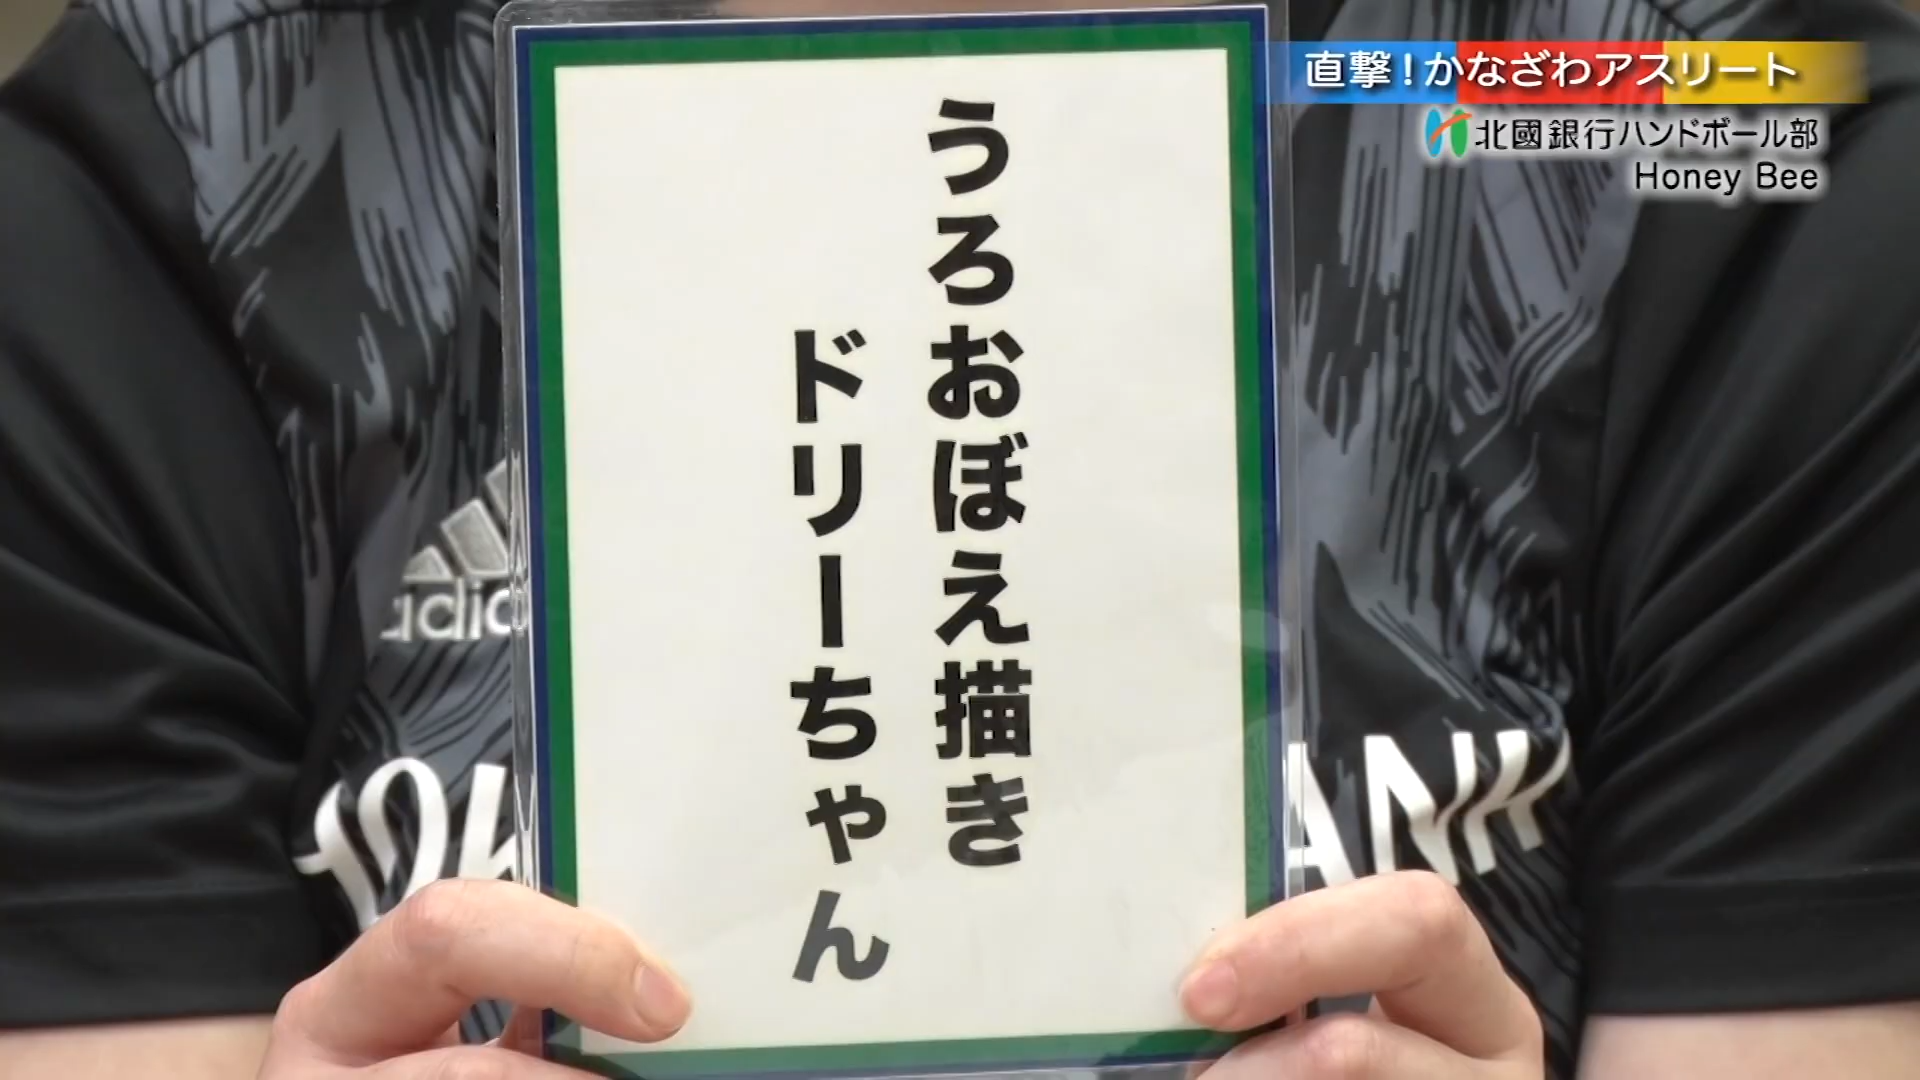 直撃！かなざわアスリート
北國銀行ハンドボール部
Honey Bee
うろおぼえ描き
ドリーちゃん
adidas